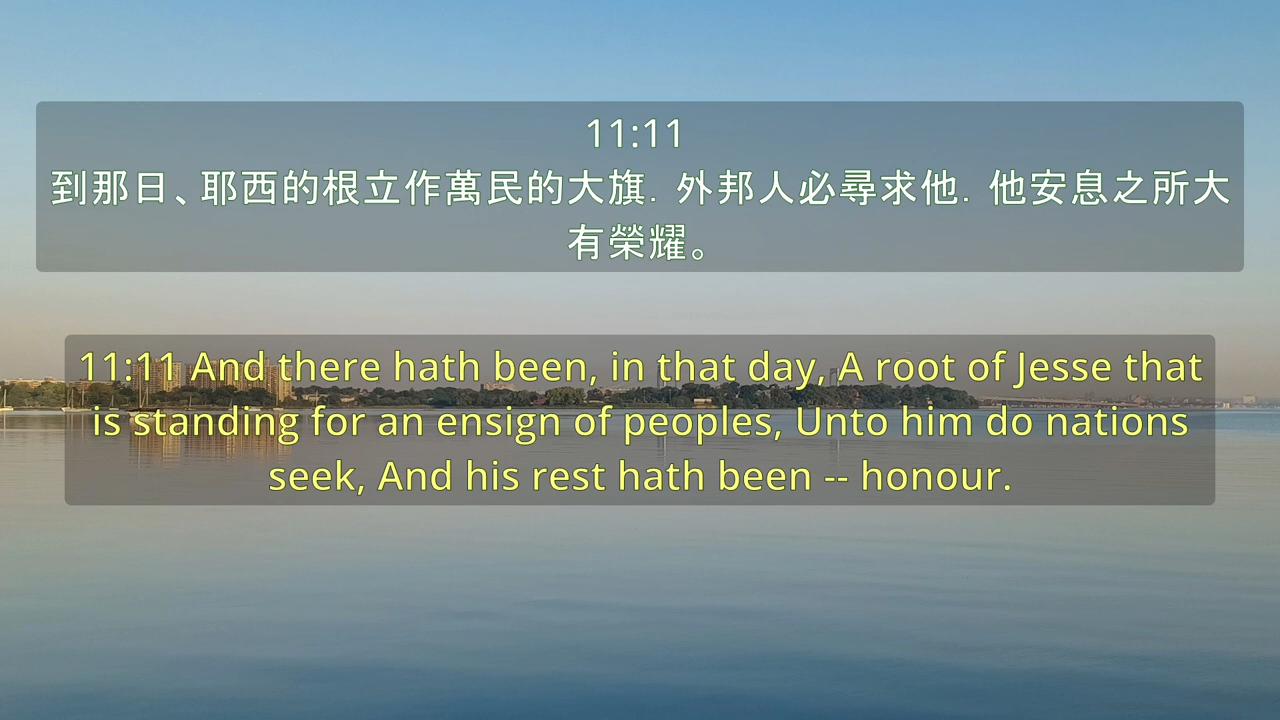 11:11
到那日、耶西的根立作萬民的大旗．外邦人必尋求他．他安息之所大
有榮耀。
11:11 And there hath been, in that day, A root of Jesse that
is standing for an ensign of peoples, Unto him do nations
seek, And his rest hath been -- honour.